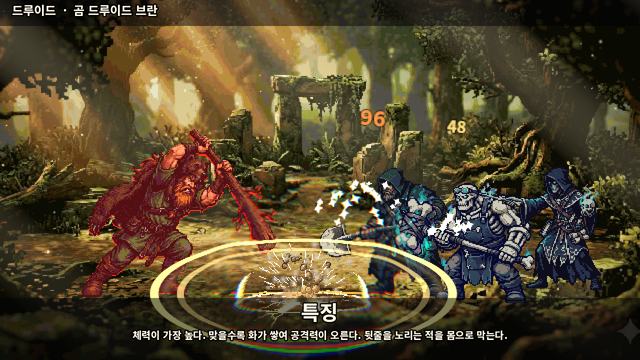 드루이드 · 곰 드루이드 브란
96
48
특징
체력이 가장 높다. 맞을수록 화가 쌓여 공격력이 오른다. 뒷줄을 노리는 적을 몸으로 막는다.